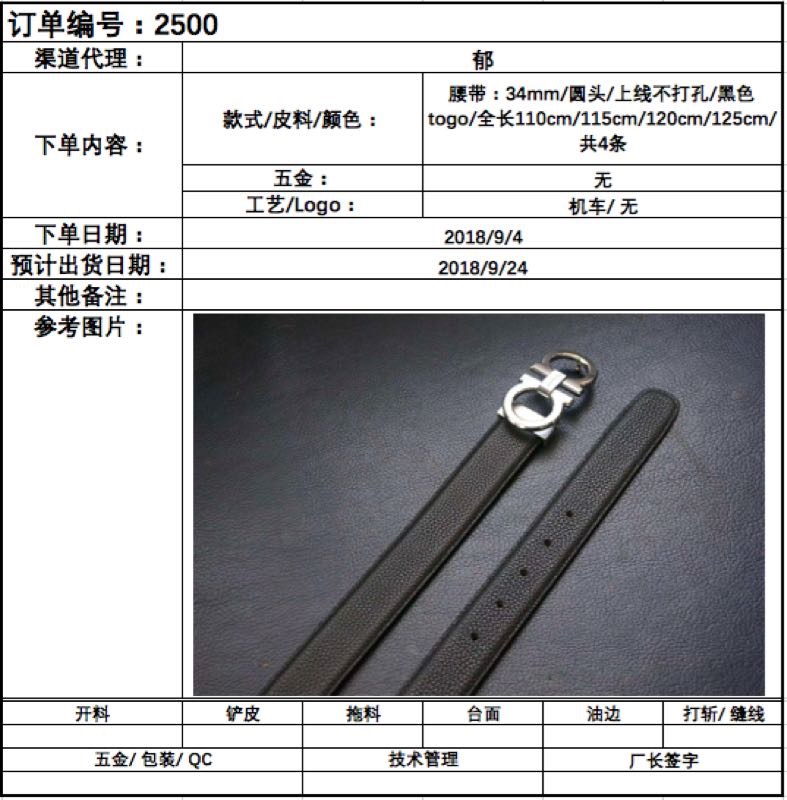 订单编号：2500
渠道代理： 郁
下单内容： 款式/皮料/颜色： 腰带：34mm/圆头/上线不打孔/黑色
togo/全长110cm/115cm/120cm/125cm/
共4条
五金： 无
工艺/Logo： 机车/ 无
下单日期： 2018/9/4
预计出货日期： 2018/9/24
其他备注：
参考图片：
开料 铲皮 拖料 台面 油边 打斩/ 缝线
五金/ 包装/ QC 技术管理 厂长签字